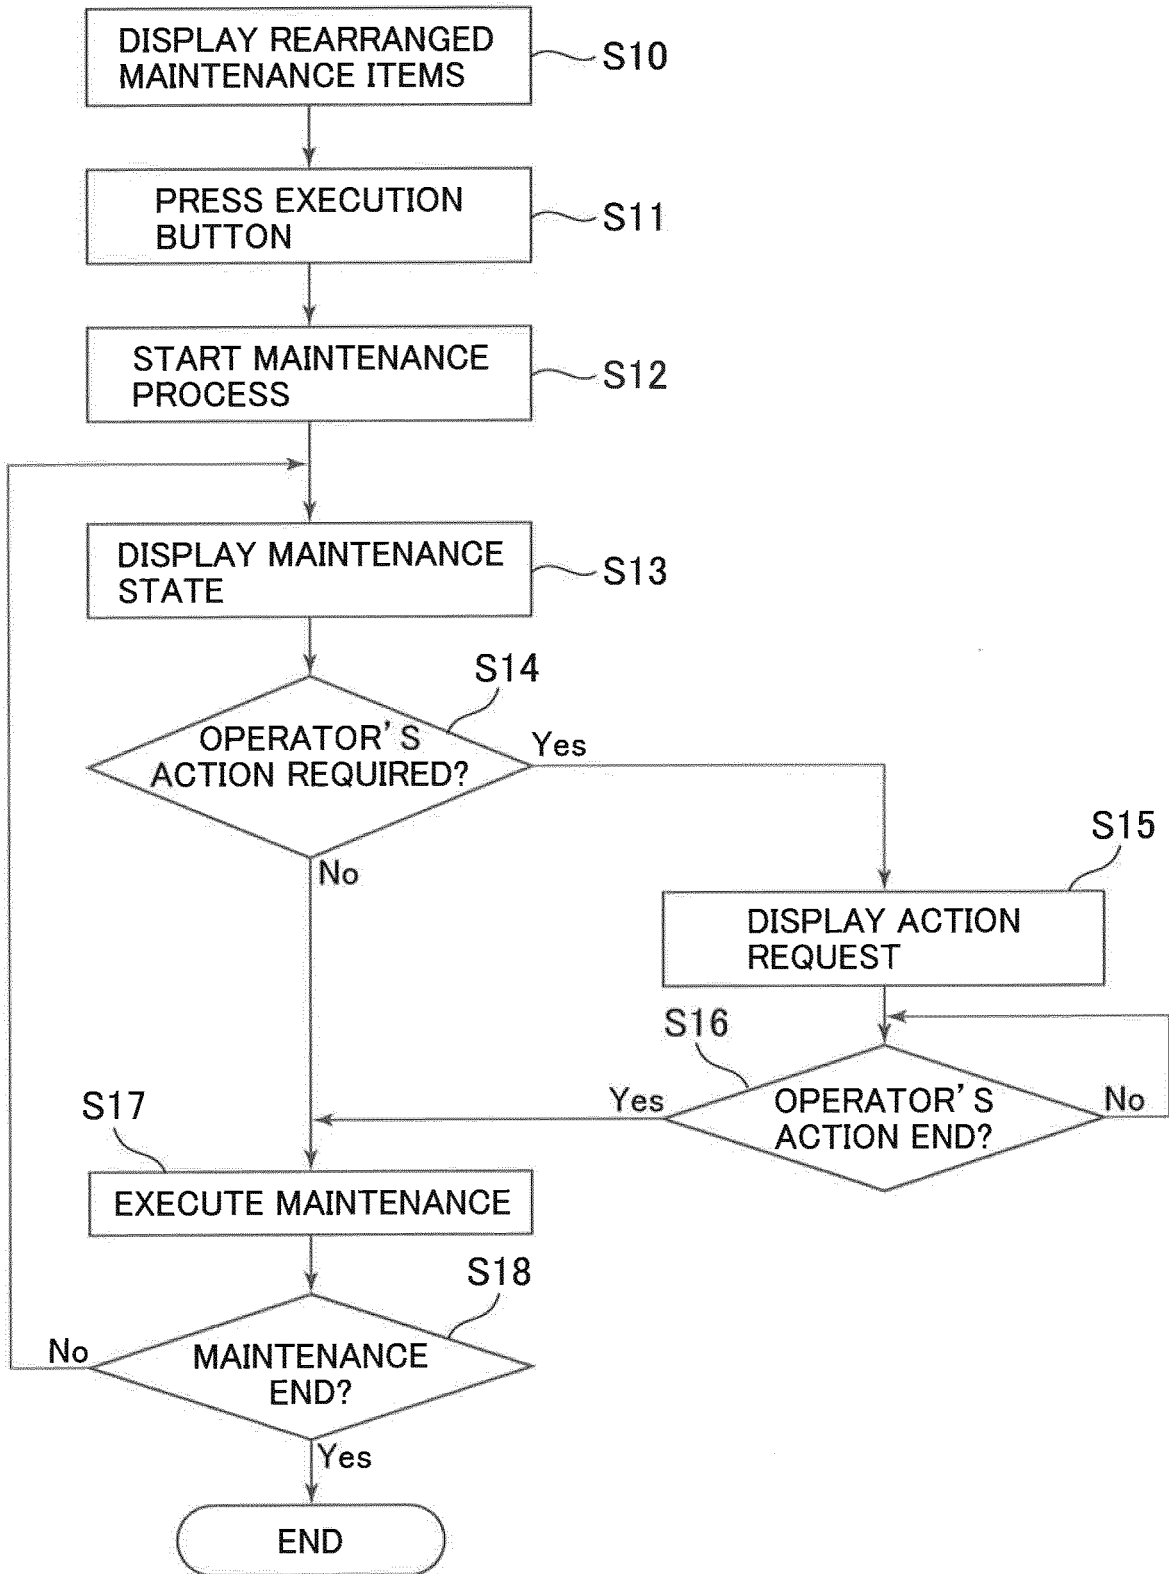 DISPLAY REARRANGED
MAINTENANCE ITEMS
S10
PRESS EXECUTION
BUTTON
S11
START MAINTENANCE
PROCESS
S12
DISPLAY MAINTENANCE
STATE
S13
S14
OPERATOR'S
ACTION REQUIRED?
Yes
No
S15
DISPLAY ACTION
REQUEST
S16
OPERATOR'S
ACTION END?
Yes
No
S17
EXECUTE MAINTENANCE
S18
MAINTENANCE
END?
No
Yes
END